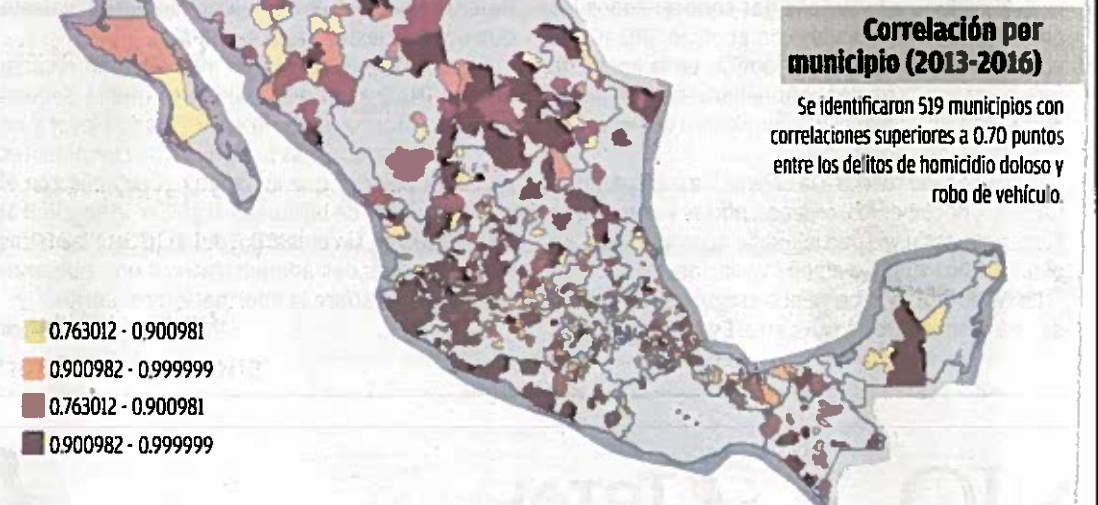 Correlación por
municipio (2013-2016)
Se identificaron 519 municipios con
correlaciones superiores a 0.70 puntos
entre los delitos de homicidio doloso y
robo de vehículo.
0.763012 - 0.900981
0.900982 - 0.999999
0.763012 - 0.900981
0.900982 - 0.999999